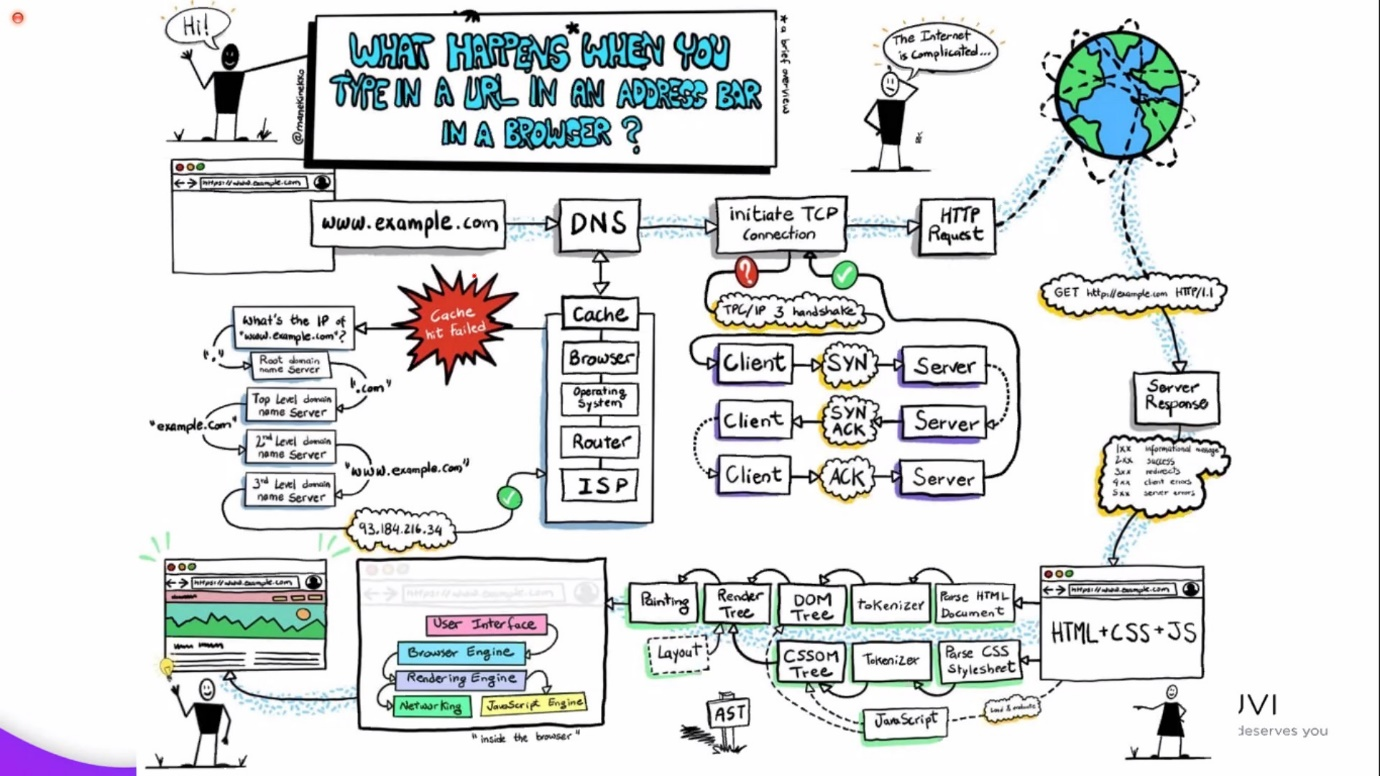 Hi!
@manekinekko
WHAT HAPPENS* WHEN YOU
TYPE IN A URL IN AN ADDRESS BAR
IN A BROWSER ?
* a brief overview
The Internet
is complicated...
https://www.example.com
www.example.com
DNS
initiate TCP
connection
HTTP
Request
GET http://example.com HTTP/1.1
Server
Response
1xx informational message
2xx success
3xx redirects
4xx client errors
5xx server errors
Cache
Browser
Operating
System
Router
ISP
Cache
hit failed
What's the IP of
"www.example.com"?
"."
Root domain
name Server
".com"
Top Level domain
name Server
"example.com"
2nd Level domain
name Server
"www.example.com"
3rd Level domain
name Server
93.184.216.34
?
TPC/IP 3 handshake
Client
SYN
Server
Client
SYN
ACK
Server
Client
ACK
Server
https://www.example.com
HTML+CSS+JS
Parse HTML
Document
tokenizer
DOM
Tree
Render
Tree
Painting
Layout
Parse CSS
Stylesheet
Tokenizer
CSSOM
Tree
JavaScript
load & evaluate
AST
User Interface
Browser Engine
Rendering Engine
Networking
JavaScript Engine
"inside the browser"
https://www.example.com
JVI
deserves you